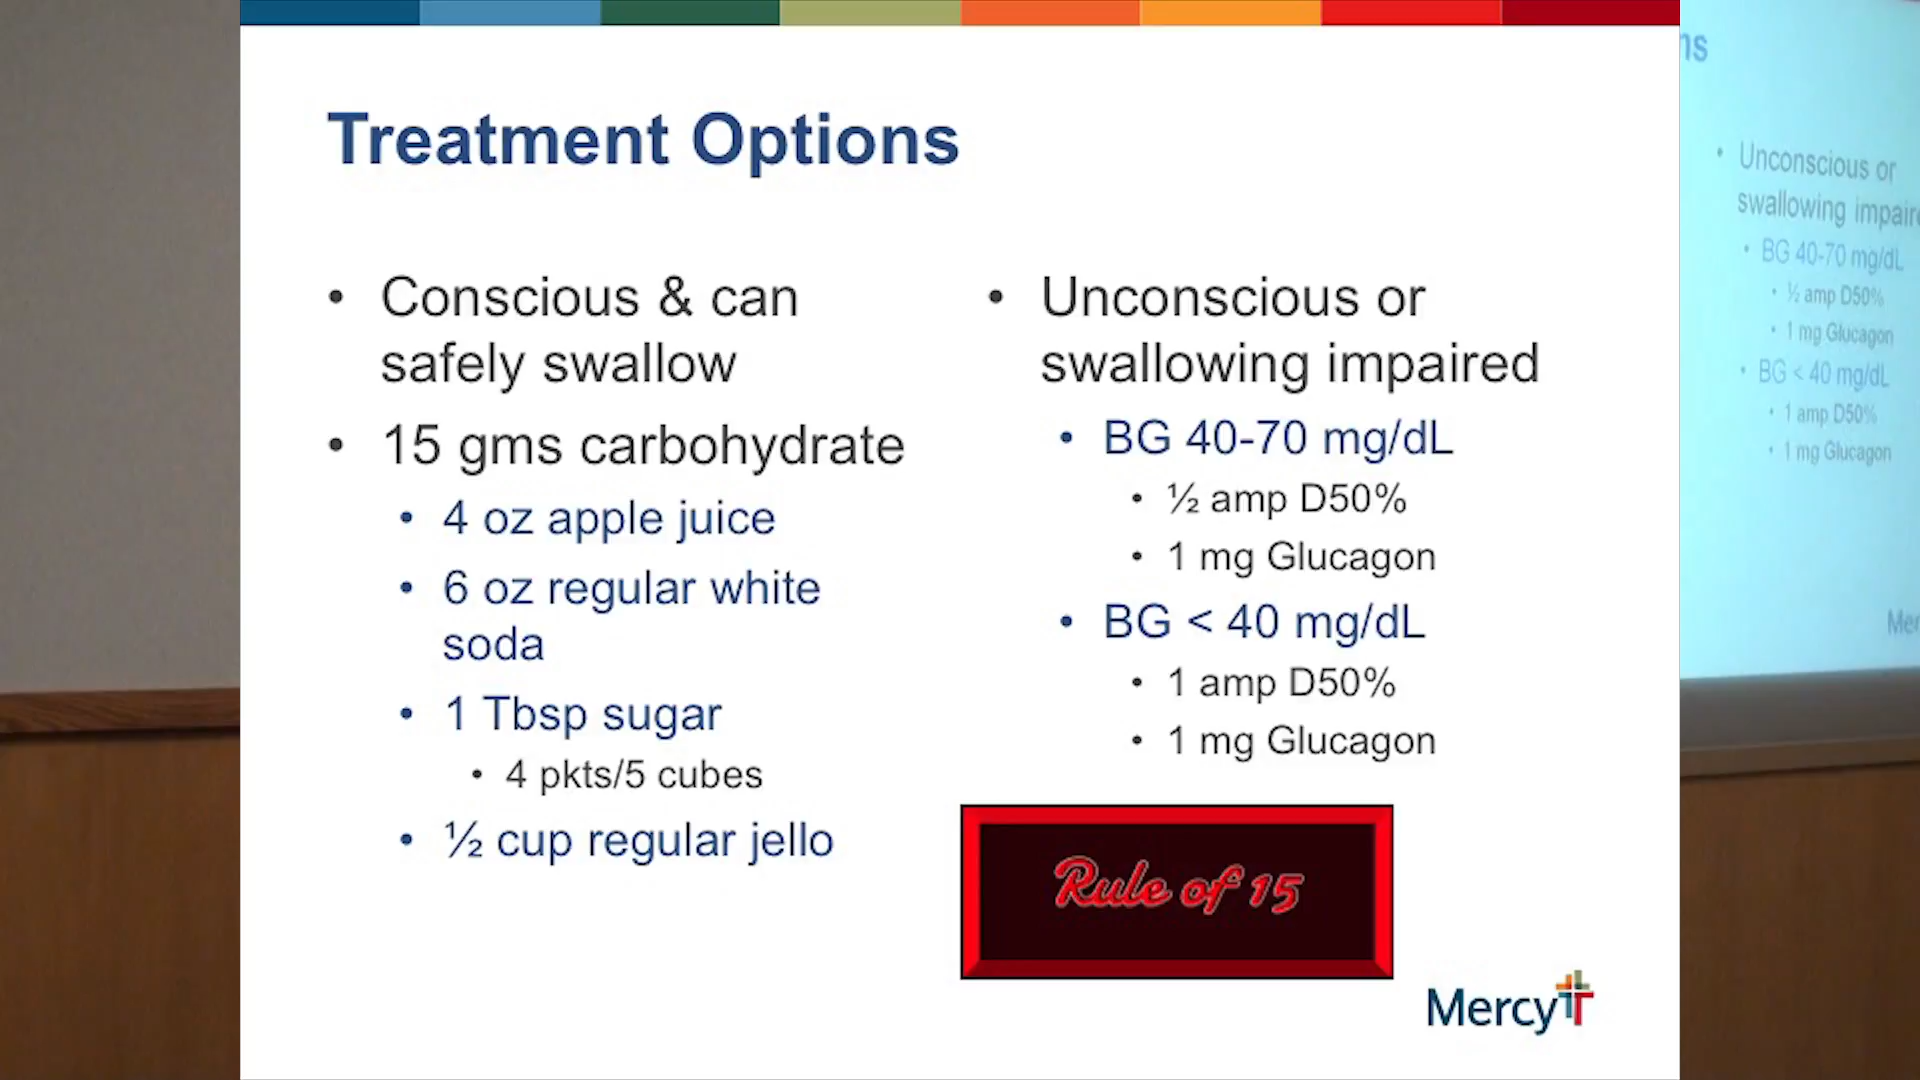 Treatment Options
• Conscious & can
safely swallow
• 15 gms carbohydrate
• 4 oz apple juice
• 6 oz regular white
soda
• 1 Tbsp sugar
• 4 pkts/5 cubes
• ½ cup regular jello
• Unconscious or
swallowing impaired
• BG 40-70 mg/dL
• ½ amp D50%
• 1 mg Glucagon
• BG < 40 mg/dL
• 1 amp D50%
• 1 mg Glucagon
Rule of 15
Mercy
ns
• Unconscious or
swallowing impaire
• BG 40-70 mg/dL
• ½ amp D50%
• 1 mg Glucagon
• BG < 40 mg/dL
• 1 amp D50%
• 1 mg Glucagon
Mer